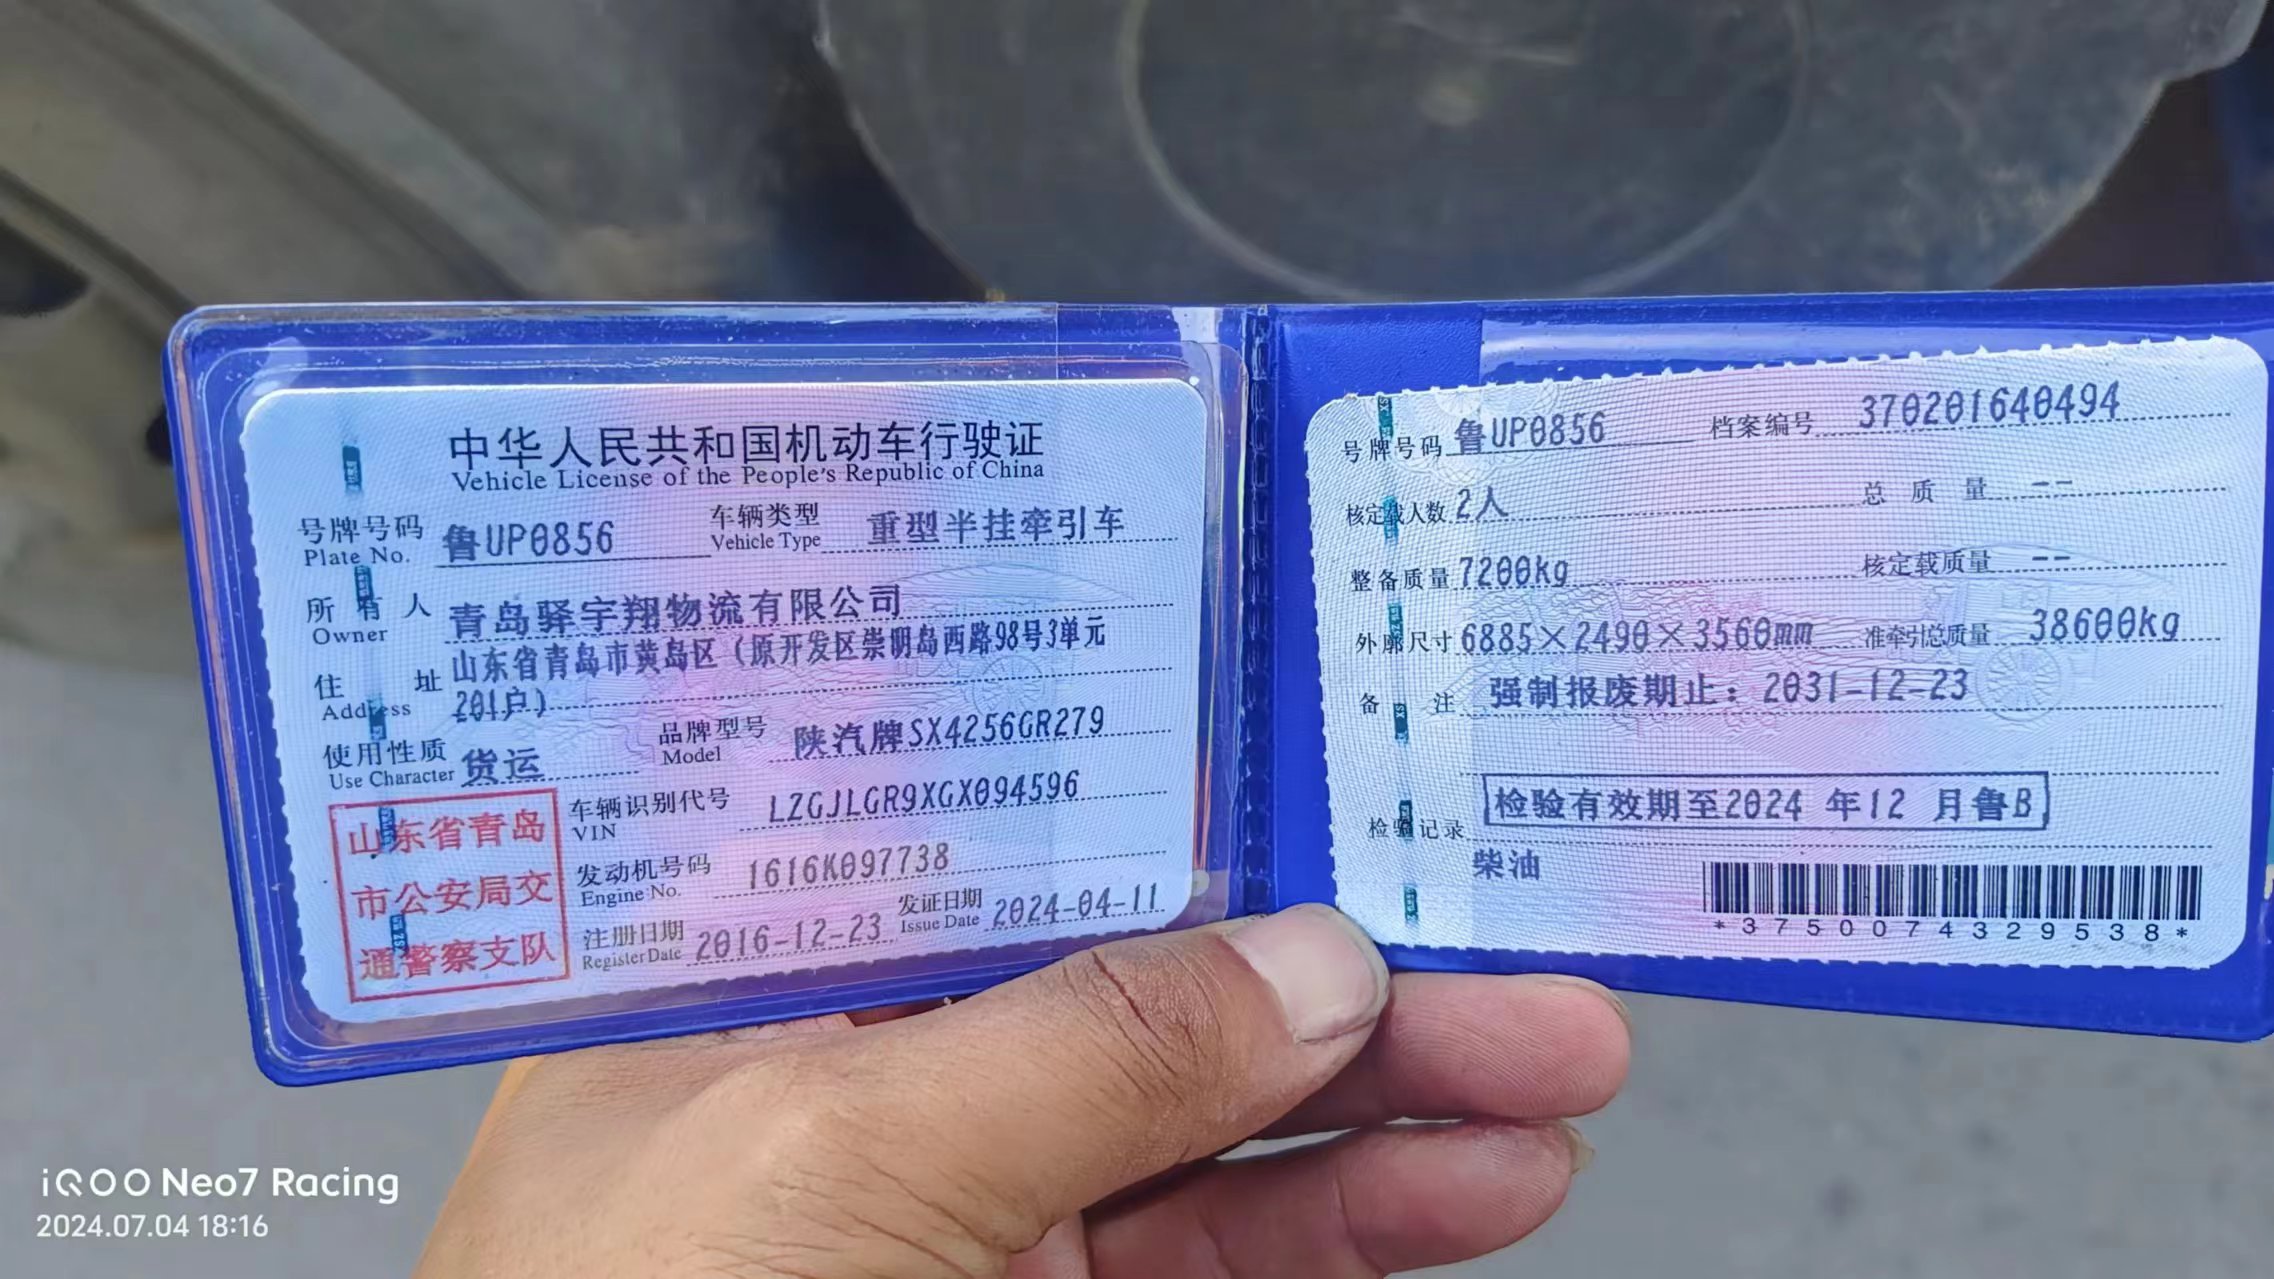 中华人民共和国机动车行驶证
Vehicle License of the People's Republic of China
号牌号码 鲁UP0856 车辆类型 重型半挂牵引车
Plate No. Vehicle Type
所有人 青岛驿宇翔物流有限公司
Owner
住址 山东省青岛市黄岛区（原开发区崇明岛西路98号3单元
Address 201户）
使用性质 货运 品牌型号 陕汽牌SX4256GR279
Use Character Model
车辆识别代号 LZGJLGR9XGX094596
VIN
发动机号码 1616K097738
Engine No.
注册日期 2016-12-23 发证日期 2024-04-11
Register Date Issue Date
山东省青岛
市公安局交
通警察支队
号牌号码 鲁UP0856 档案编号 370201640494
核定载人数 2人 总质量 --
整备质量 7200kg 核定载质量 --
外廓尺寸 6885×2490×3560mm 准牵引总质量 38600kg
备注 强制报废期止：2031-12-23
检验记录 检验有效期至2024 年12 月鲁B
柴油
*3750074329538*
iQOO Neo7 Racing
2024.07.04 18:16